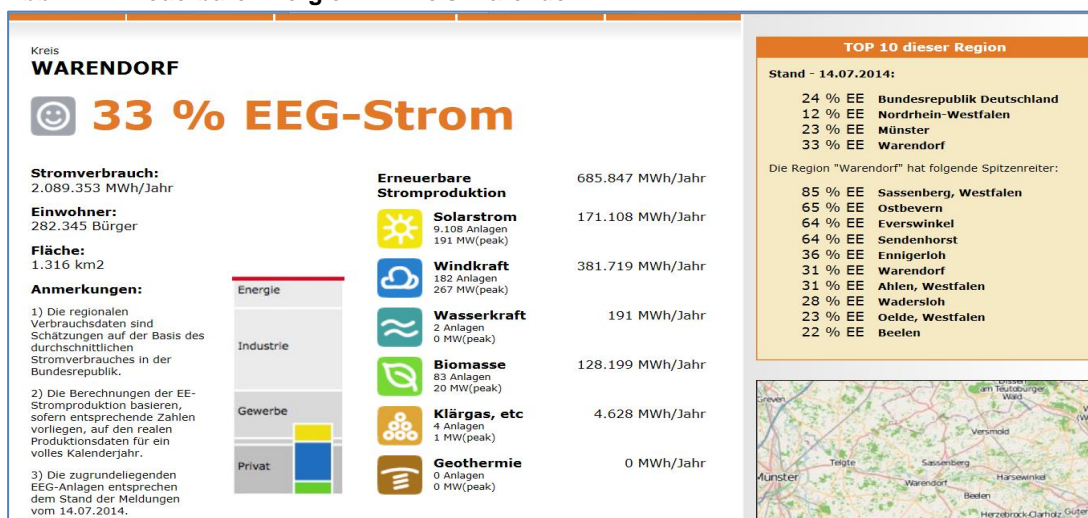 Kreis
WARENDORF
33 % EEG-Strom
Stromverbrauch:
2.089.353 MWh/Jahr
Einwohner:
282.345 Bürger
Fläche:
1.316 km2
Anmerkungen:
1) Die regionalen
Verbrauchsdaten sind
Schätzungen auf der Basis des
durchschnittlichen
Stromverbrauches in der
Bundesrepublik.
2) Die Berechnungen der EE-
Stromproduktion basieren,
sofern entsprechende Zahlen
vorliegen, auf den realen
Produktionsdaten für ein
volles Kalenderjahr.
3) Die zugrundeliegenden
EEG-Anlagen entsprechen
dem Stand der Meldungen
vom 14.07.2014.
Energie
Industrie
Gewerbe
Privat
Erneuerbare
Stromproduktion
685.847 MWh/Jahr
Solarstrom
171.108 MWh/Jahr
9.108 Anlagen
191 MW(peak)
Windkraft
381.719 MWh/Jahr
182 Anlagen
267 MW(peak)
Wasserkraft
191 MWh/Jahr
2 Anlagen
0 MW(peak)
Biomasse
128.199 MWh/Jahr
83 Anlagen
20 MW(peak)
Klärgas, etc
4.628 MWh/Jahr
4 Anlagen
1 MW(peak)
Geothermie
0 MWh/Jahr
0 Anlagen
0 MW(peak)
TOP 10 dieser Region
Stand - 14.07.2014:
24 % EE Bundesrepublik Deutschland
12 % EE Nordrhein-Westfalen
23 % EE Münster
33 % EE Warendorf
Die Region "Warendorf" hat folgende Spitzenreiter:
85 % EE Sassenberg, Westfalen
65 % EE Ostbevern
64 % EE Everswinkel
64 % EE Sendenhorst
36 % EE Ennigerloh
31 % EE Warendorf
31 % EE Ahlen, Westfalen
28 % EE Wadersloh
23 % EE Oelde, Westfalen
22 % EE Beelen
am Teutoburger
Wald
Greven
Versmold
Telgte
Sassenberg
Münster
Warendorf
Harsewinkel
Beelen
Herzebrock-Clarholz